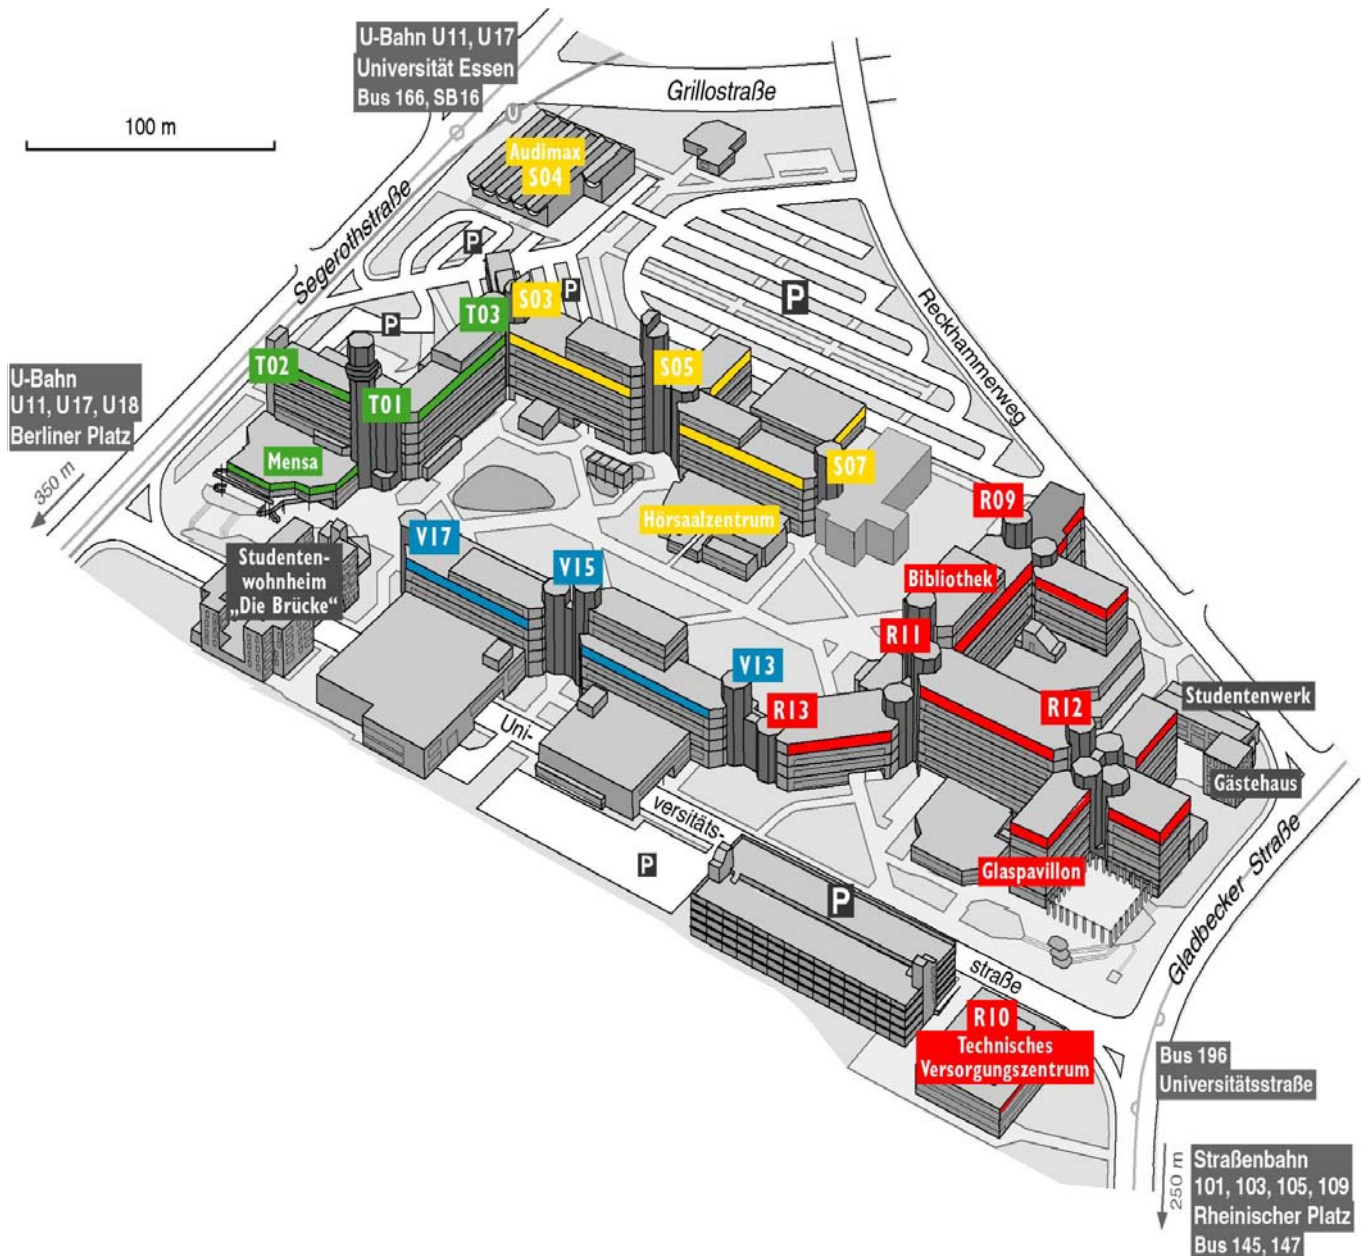 U-Bahn U11, U17
Universität Essen
Bus 166, SB16
Grillostraße
100 m
U
Audimax
S04
Segerothstraße
P
P
P
P
Reckhammerweg
S03
T03
T02
T01
S05
U-Bahn
U11, U17, U18
Berliner Platz
350 m
Mensa
S07
R09
Hörsaalzentrum
V17
V15
Studenten-
wohnheim
„Die Brücke“
Bibliothek
R11
V13
R13
R12
Studentenwerk
Gästehaus
Uni-
versitäts-
straße
P
P
Glaspavillon
Gladbecker Straße
R10
Technisches
Versorgungszentrum
Bus 196
Universitätsstraße
250 m
Straßenbahn
101, 103, 105, 109
Rheinischer Platz
Bus 145, 147